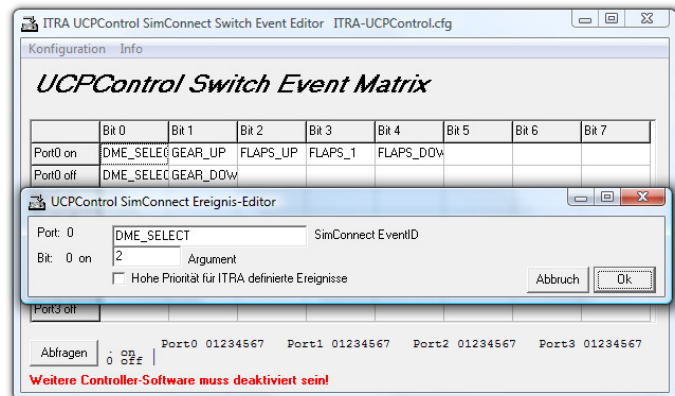 ITRA UCPControl SimConnect Switch Event Editor ITRA-UCPControl.cfg
Konfiguration Info
UCPControl Switch Event Matrix
Bit 0 Bit 1 Bit 2 Bit 3 Bit 4 Bit 5 Bit 6 Bit 7
Port0 on DME_SELE GEAR_UP FLAPS_UP FLAPS_1 FLAPS_DOW
Port0 off DME_SELE GEAR_DOW
UCPControl SimConnect Ereignis-Editor
Port: 0 DME_SELECT SimConnect EventID
Bit: 0 on 2 Argument
Hohe Priorität für ITRA definierte Ereignisse
Abbruch Ok
Port3 off
Abfragen : on Port0 01234567 Port1 01234567 Port2 01234567 Port3 01234567
0 off
Weitere Controller-Software muss deaktiviert sein!